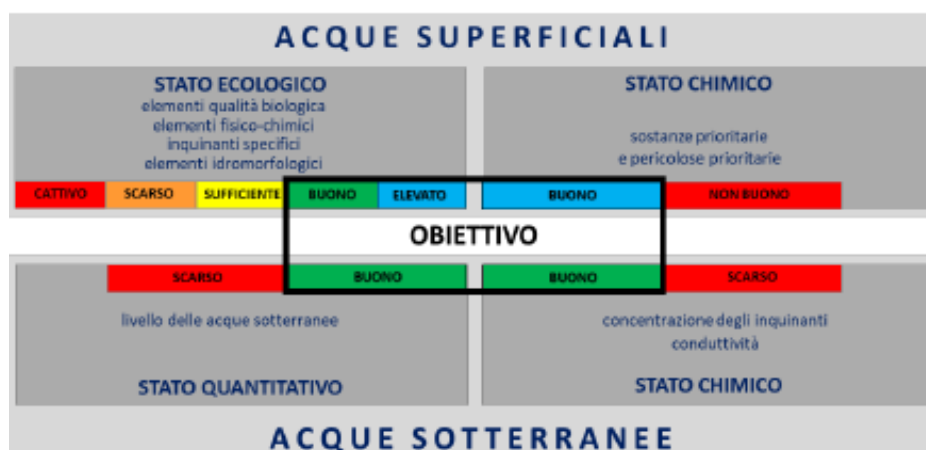 ACQUE SUPERFICIALI
STATO ECOLOGICO
elementi qualità biologica
elementi fisico-chimici
inquinanti specifici
elementi idromorfologici
STATO CHIMICO
sostanze prioritarie
e pericolose prioritarie
CATTIVO SCARSO SUFFICIENTE BUONO ELEVATO BUONO NON BUONO
OBIETTIVO
SCARSO BUONO BUONO SCARSO
livello delle acque sotterranee
STATO QUANTITATIVO
concentrazione degli inquinanti
conduttività
STATO CHIMICO
ACQUE SOTTERRANEE